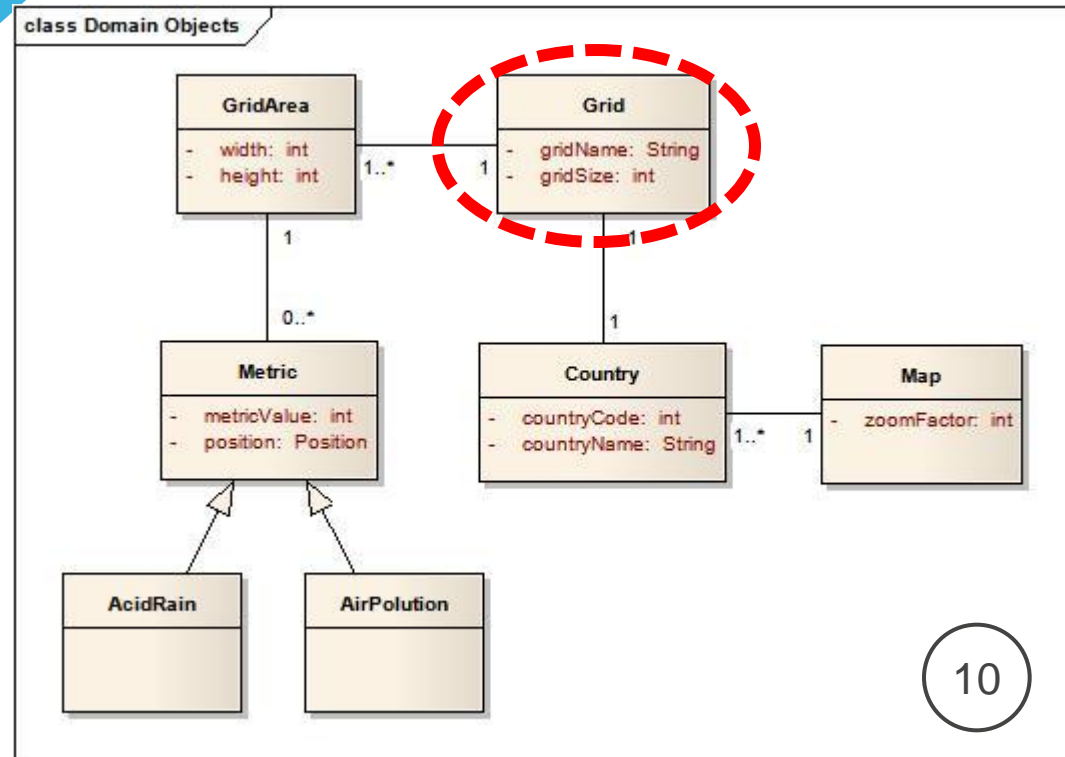 class Domain Objects
GridArea
- width: int
- height: int
1..*
1
Grid
- gridName: String
- gridSize: int
1
0..*
1
1
Metric
- metricValue: int
- position: Position
Country
- countryCode: int
- countryName: String
1..*
1
Map
- zoomFactor: int
AcidRain
AirPolution
10